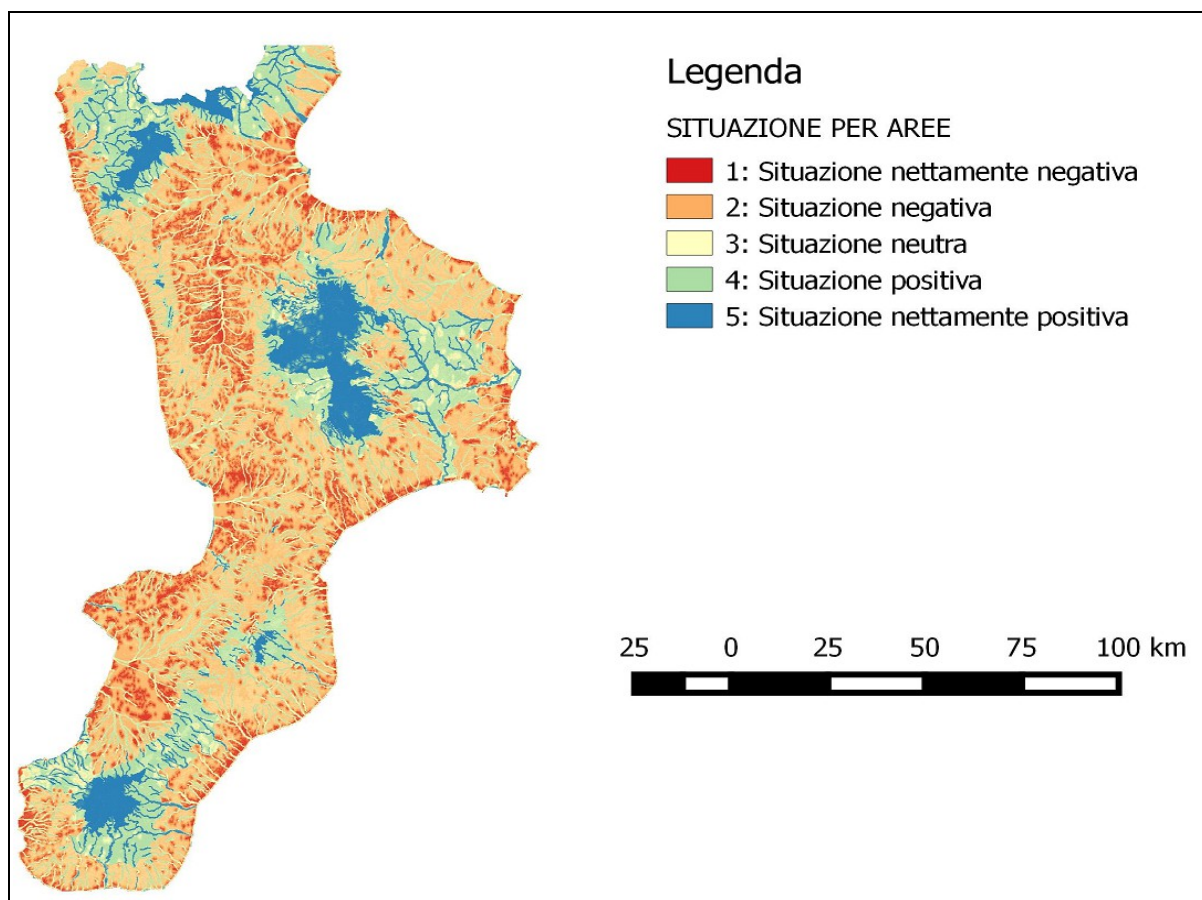 Legenda
SITUAZIONE PER AREE
1: Situazione nettamente negativa
2: Situazione negativa
3: Situazione neutra
4: Situazione positiva
5: Situazione nettamente positiva
25 0 25 50 75 100 km